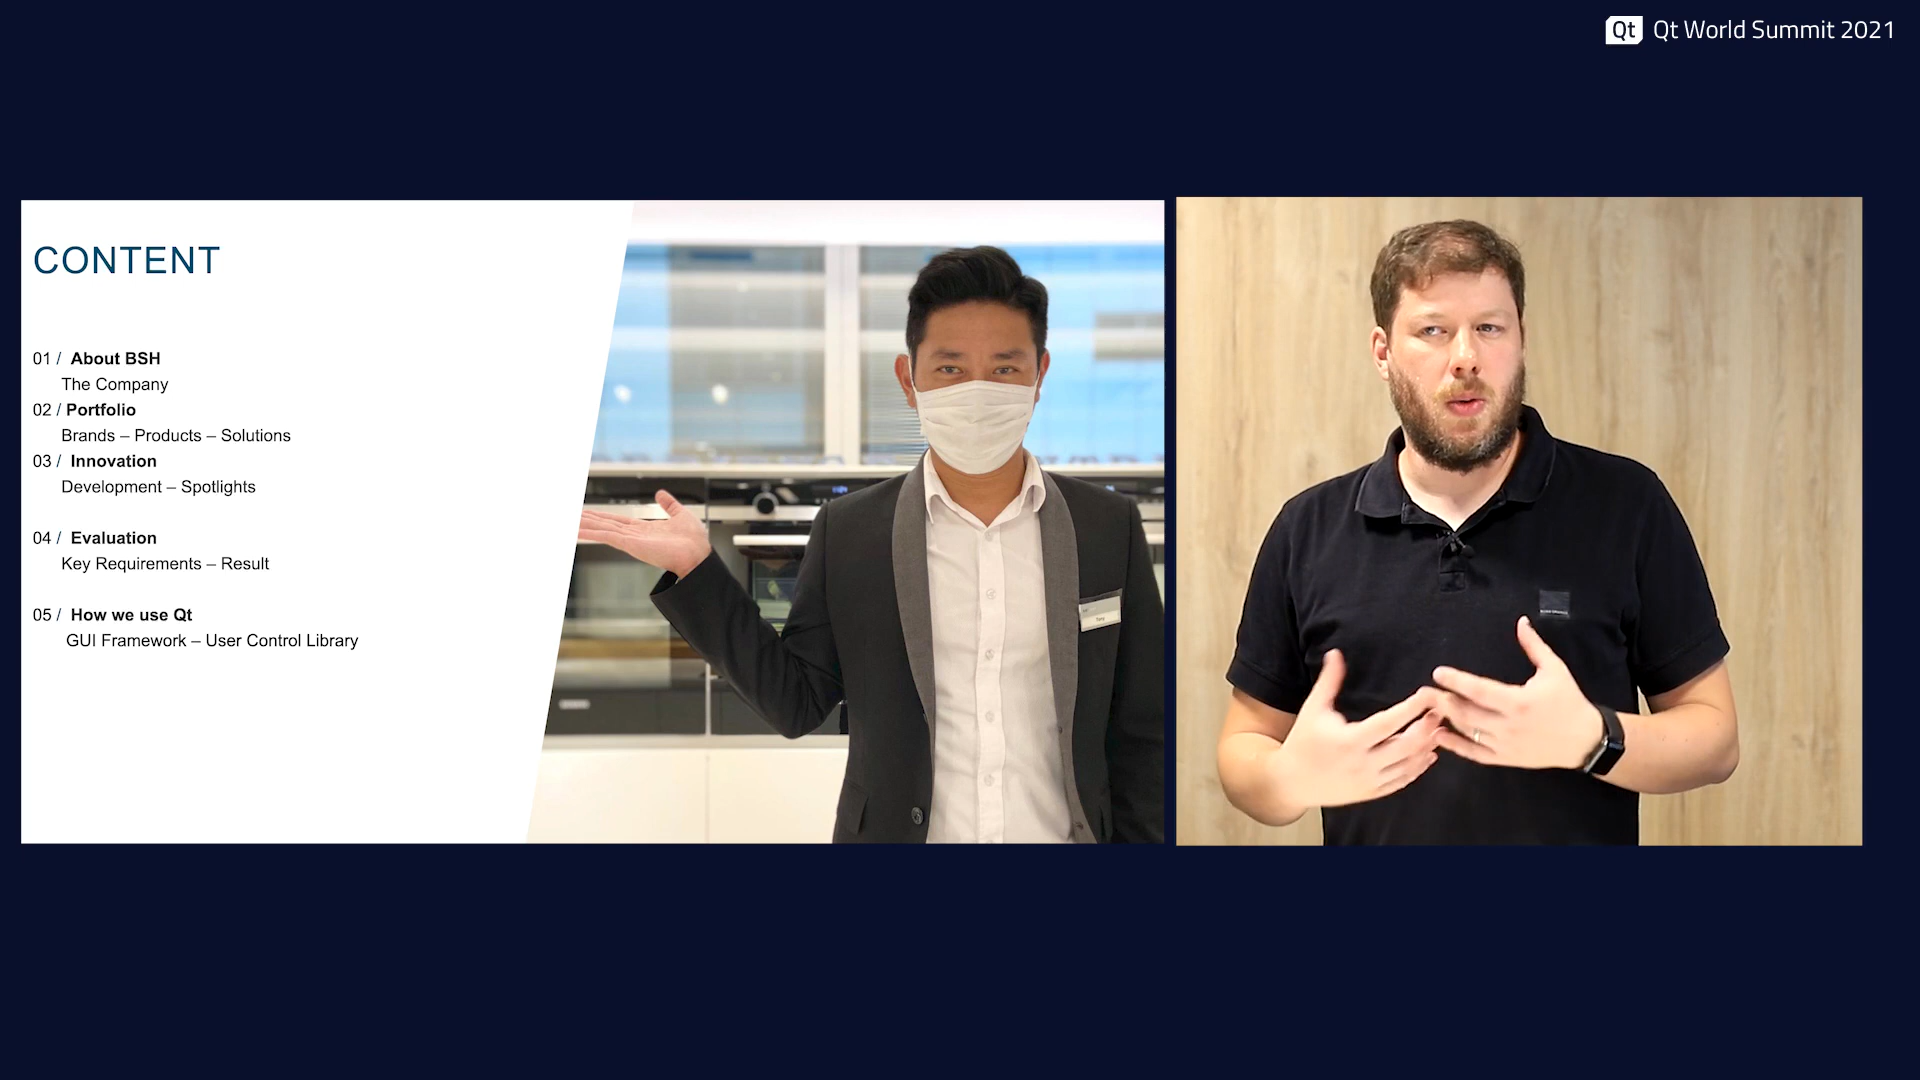 Qt Qt World Summit 2021
CONTENT
01 / About BSH
The Company
02 / Portfolio
Brands – Products – Solutions
03 / Innovation
Development – Spotlights
04 / Evaluation
Key Requirements – Result
05 / How we use Qt
GUI Framework – User Control Library